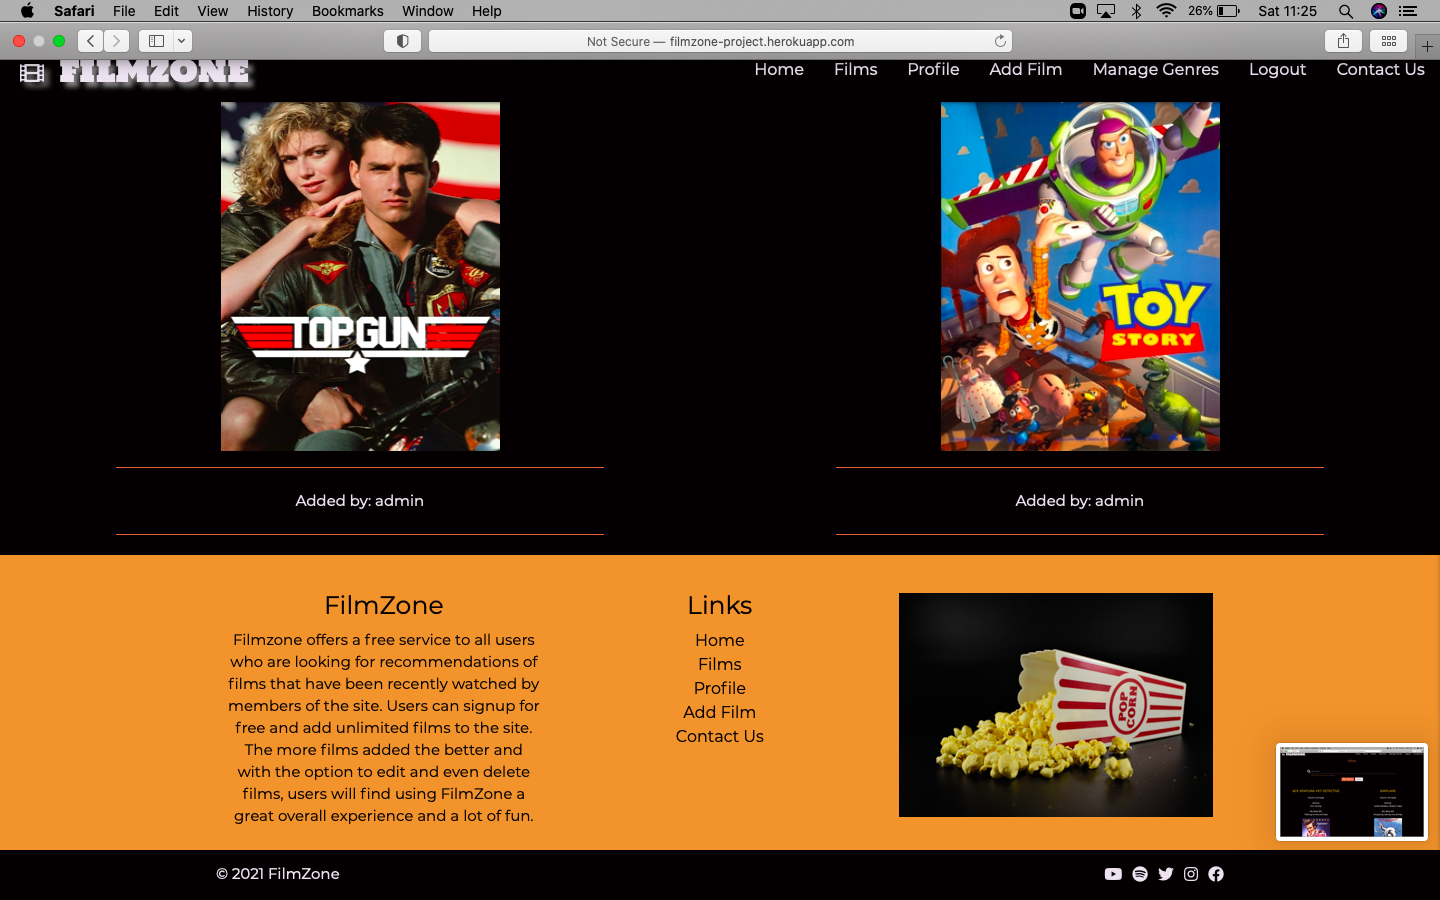 Safari File Edit View History Bookmarks Window Help 26% Sat 11:25
Not Secure — filmzone-project.herokuapp.com
FILMZONE Home Films Profile Add Film Manage Genres Logout Contact Us
TOPGUN
TOY
STORY
Added by: admin
Added by: admin
FilmZone
Filmzone offers a free service to all users
who are looking for recommendations of
films that have been recently watched by
members of the site. Users can signup for
free and add unlimited films to the site.
The more films added the better and
with the option to edit and even delete
films, users will find using FilmZone a
great overall experience and a lot of fun.
Links
Home
Films
Profile
Add Film
Contact Us
POP
CORN
ACE VENTURA: PET DETECTIVE
AIRPLANE
© 2021 FilmZone